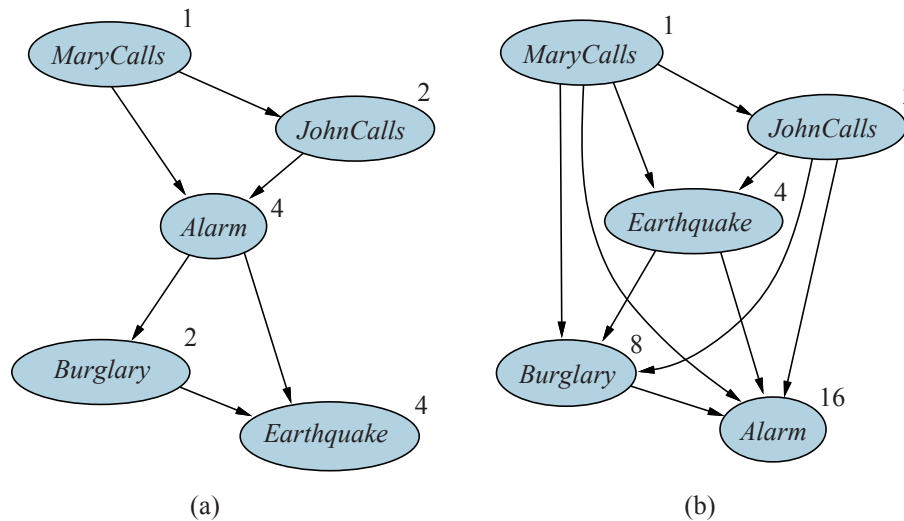 1
MaryCalls
2
JohnCalls
4
Alarm
2
Burglary
4
Earthquake
(a)
1
MaryCalls
JohnCalls
4
Earthquake
8
Burglary
16
Alarm
(b)